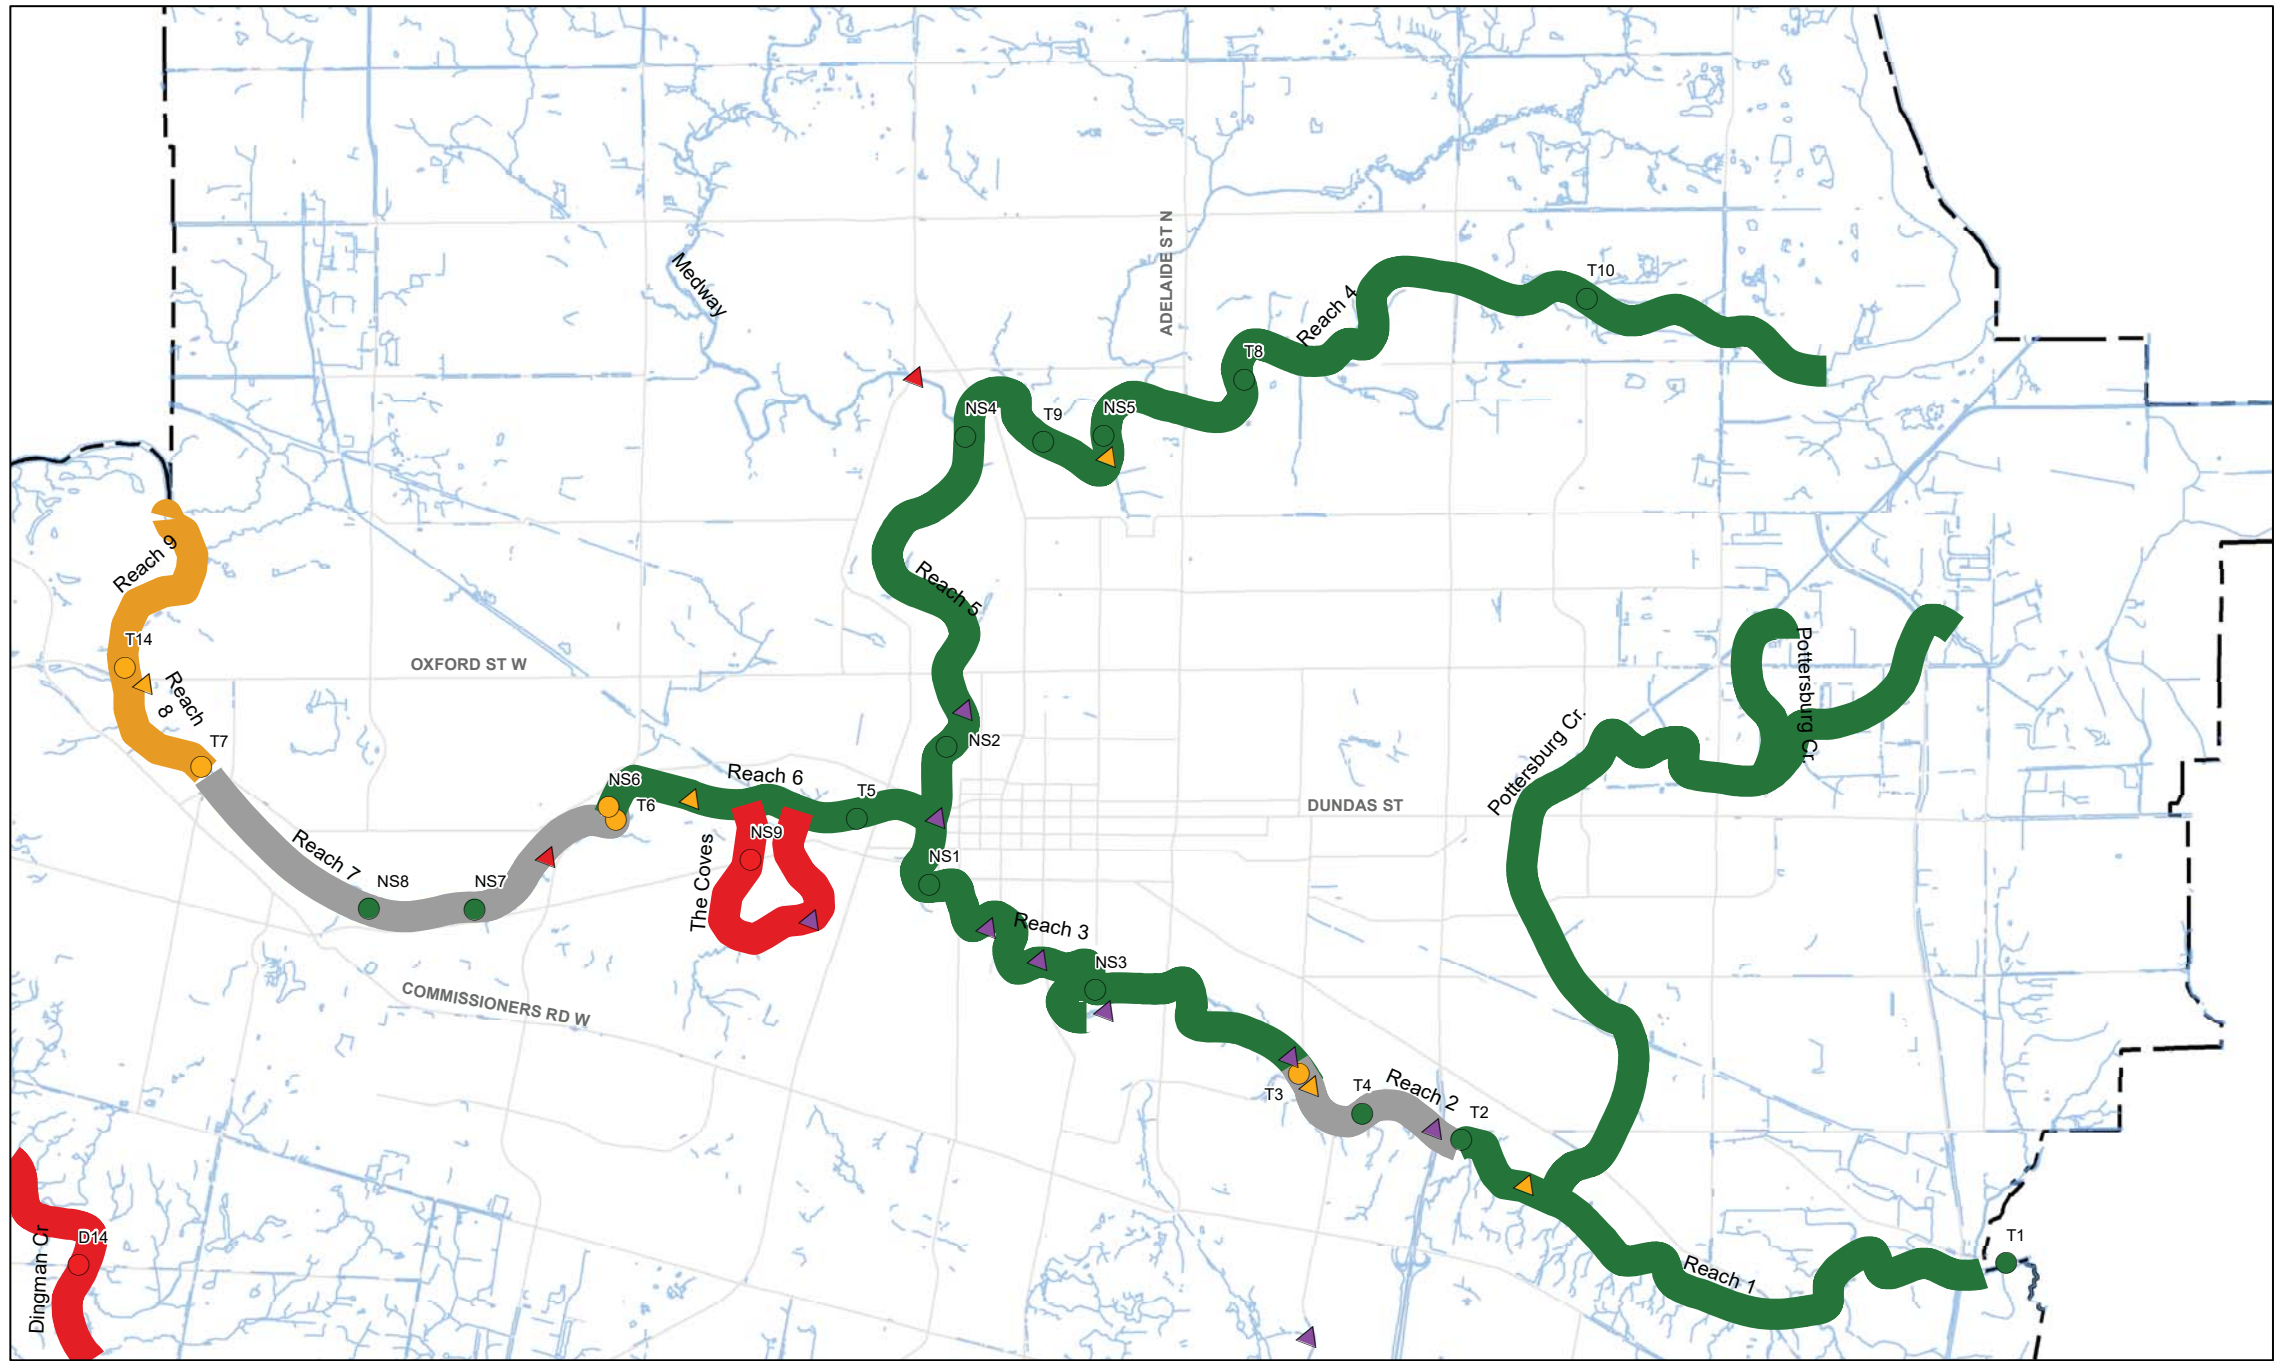 ADELAIDE ST N
Medway
T10
Reach 4
T8
NS4
T9
NS5
Reach 9
Reach 5
T14
OXFORD ST W
Reach
8
Pottersburg Cr.
Pottersburg Cr.
T7
NS2
NS6
Reach 6
T6
T5
DUNDAS ST
NS9
The Coves
NS1
Reach 7
NS8
NS7
Reach 3
NS3
COMMISSIONERS RD W
T3
T4
Reach 2
T2
D14
Dingman Cr
T1
Reach 1